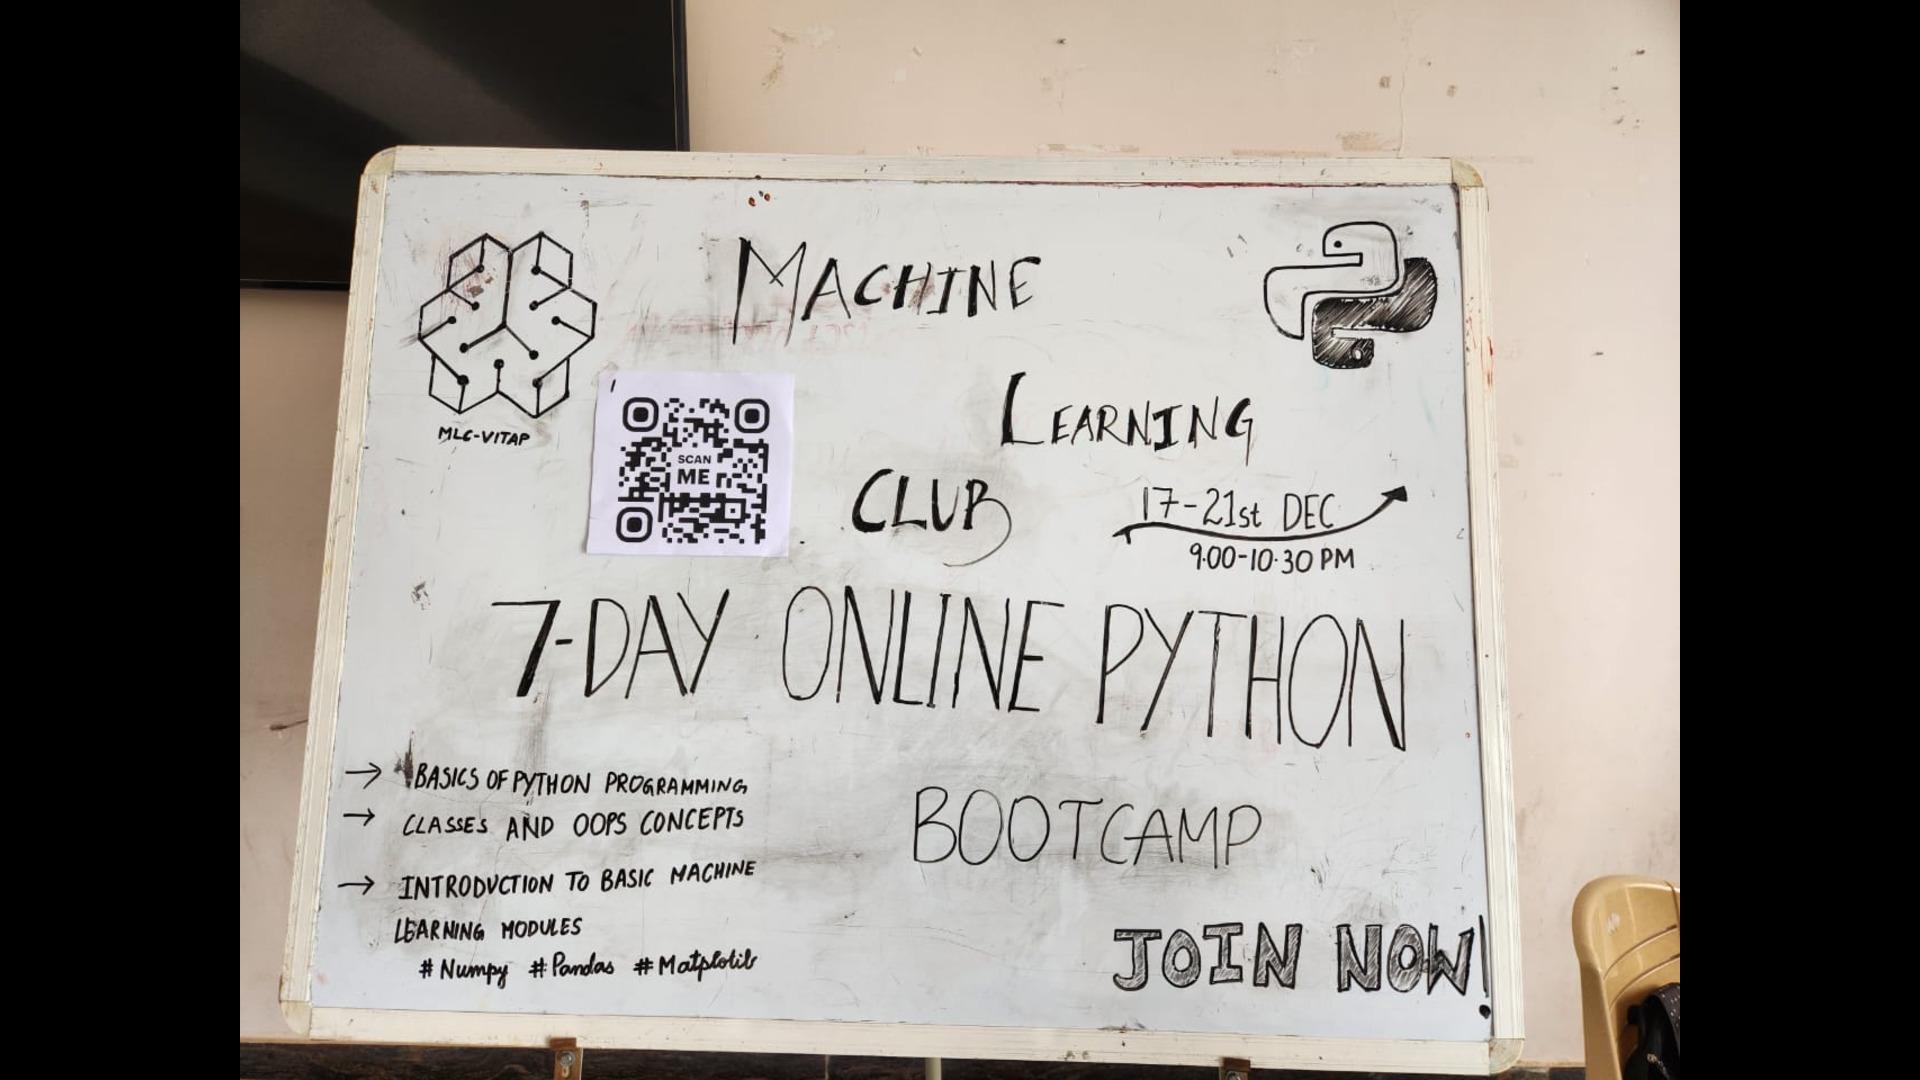 MACHINE
LEARNING
CLUB
MLC-VITAP
SCAN
ME
17-21st DEC
9.00-10.30 PM
7-DAY ONLINE PYTHON
BOOTCAMP
→ BASICS OF PYTHON PROGRAMMING
→ CLASSES AND OOPS CONCEPTS
→ INTRODUCTION TO BASIC MACHINE
LEARNING MODULES
# Numpy # Pandas # Matplotlib
JOIN NOW!